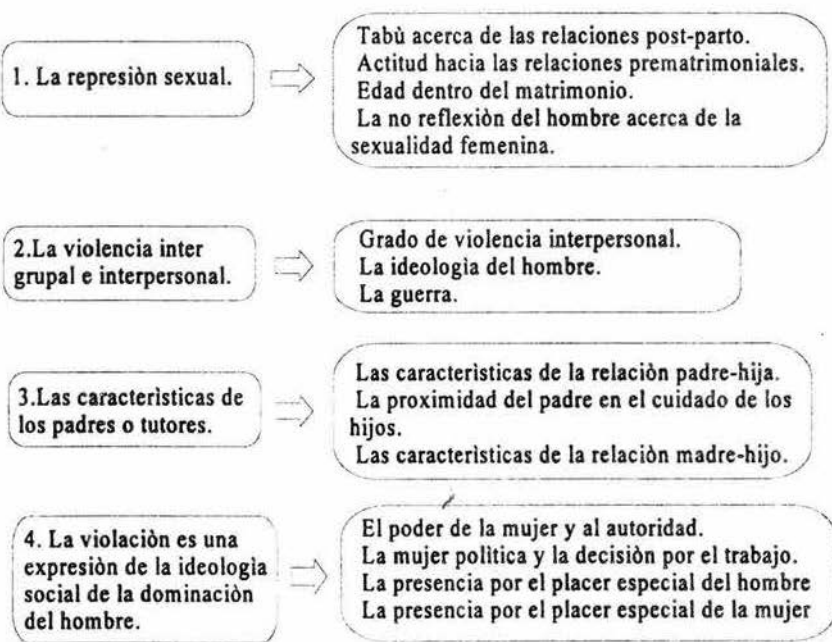 1. La represiòn sexual.
Tabù acerca de las relaciones post-parto.
Actitud hacia las relaciones prematrimoniales.
Edad dentro del matrimonio.
La no reflexiòn del hombre acerca de la
sexualidad femenina.
2.La violencia inter
grupal e interpersonal.
Grado de violencia interpersonal.
La ideologìa del hombre.
La guerra.
3.Las caracterìsticas de
los padres o tutores.
Las caracterìsticas de la relaciòn padre-hija.
La proximidad del padre en el cuidado de los
hijos.
Las caracterìsticas de la relaciòn madre-hijo.
4. La violaciòn es una
expresiòn de la ideologìa
social de la dominaciòn
del hombre.
El poder de la mujer y al autoridad.
La mujer polìtica y la decisiòn por el trabajo.
La presencia por el placer especial del hombre
La presencia por el placer especial de la mujer